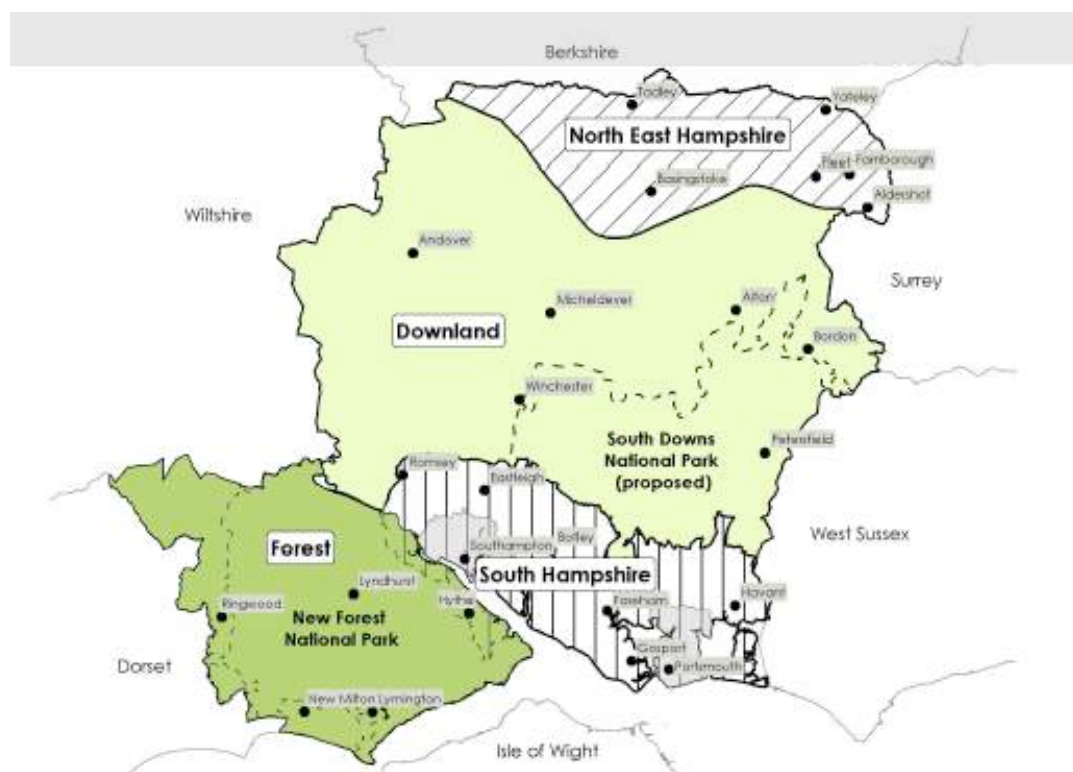 Berkshire
Tadley
Yateley
North East Hampshire
Fleet
Farnborough
Basingstoke
Aldershot
Wiltshire
Andover
Surrey
Micheldever
Alton
Downland
Bordon
Winchester
South Downs
National Park
(proposed)
Petersfield
Romsey
Eastleigh
West Sussex
Forest
Southampton
Botley
South Hampshire
Lyndhurst
Ringwood
Hythe
Fareham
Havant
New Forest
National Park
Gosport
Portsmouth
Dorset
New Milton
Lymington
Isle of Wight